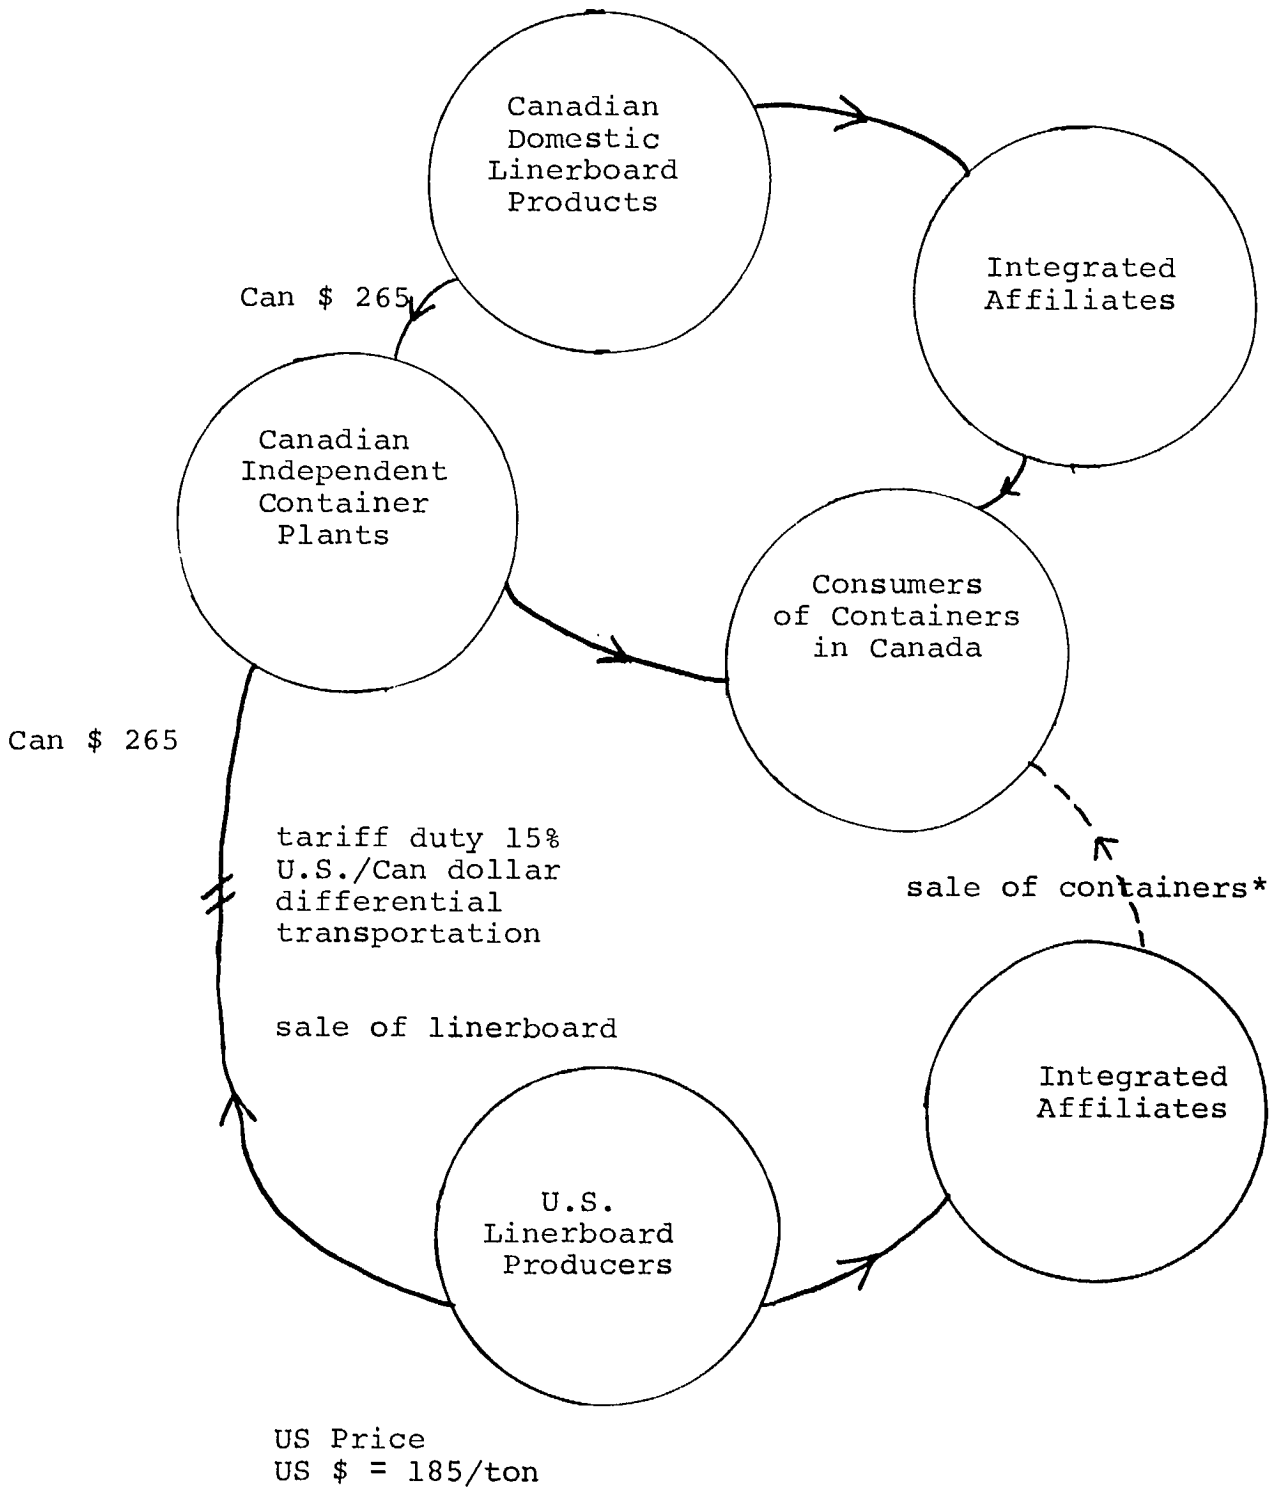 Canadian
Domestic
Linerboard
Products
Integrated
Affiliates
Can $ 265
Canadian
Independent
Container
Plants
Consumers
of Containers
in Canada
Can $ 265
tariff duty 15%
U.S./Can dollar
differential
transportation
sale of containers*
sale of linerboard
Integrated
Affiliates
U.S.
Linerboard
Producers
US Price
US $ = 185/ton